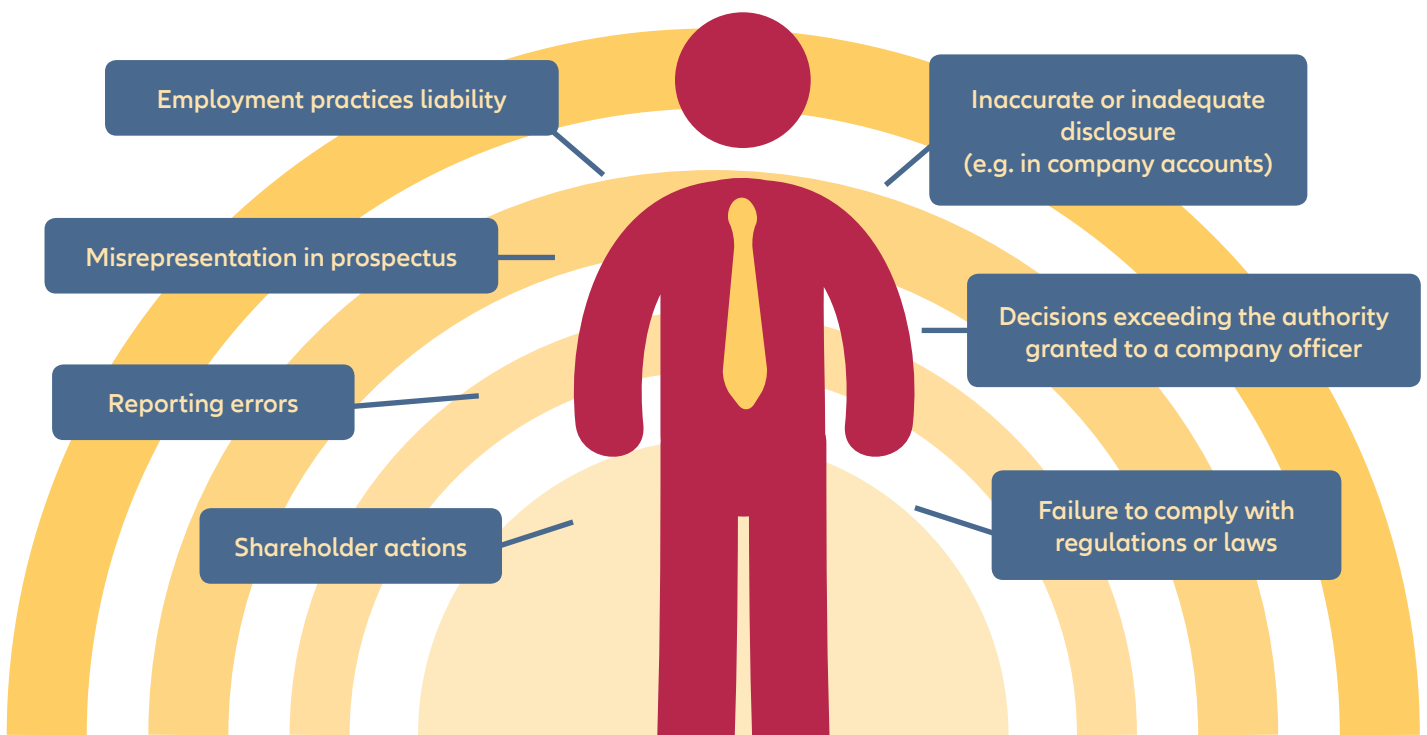 Employment practices liability
Misrepresentation in prospectus
Reporting errors
Shareholder actions
Inaccurate or inadequate
disclosure
(e.g. in company accounts)
Decisions exceeding the authority
granted to a company officer
Failure to comply with
regulations or laws